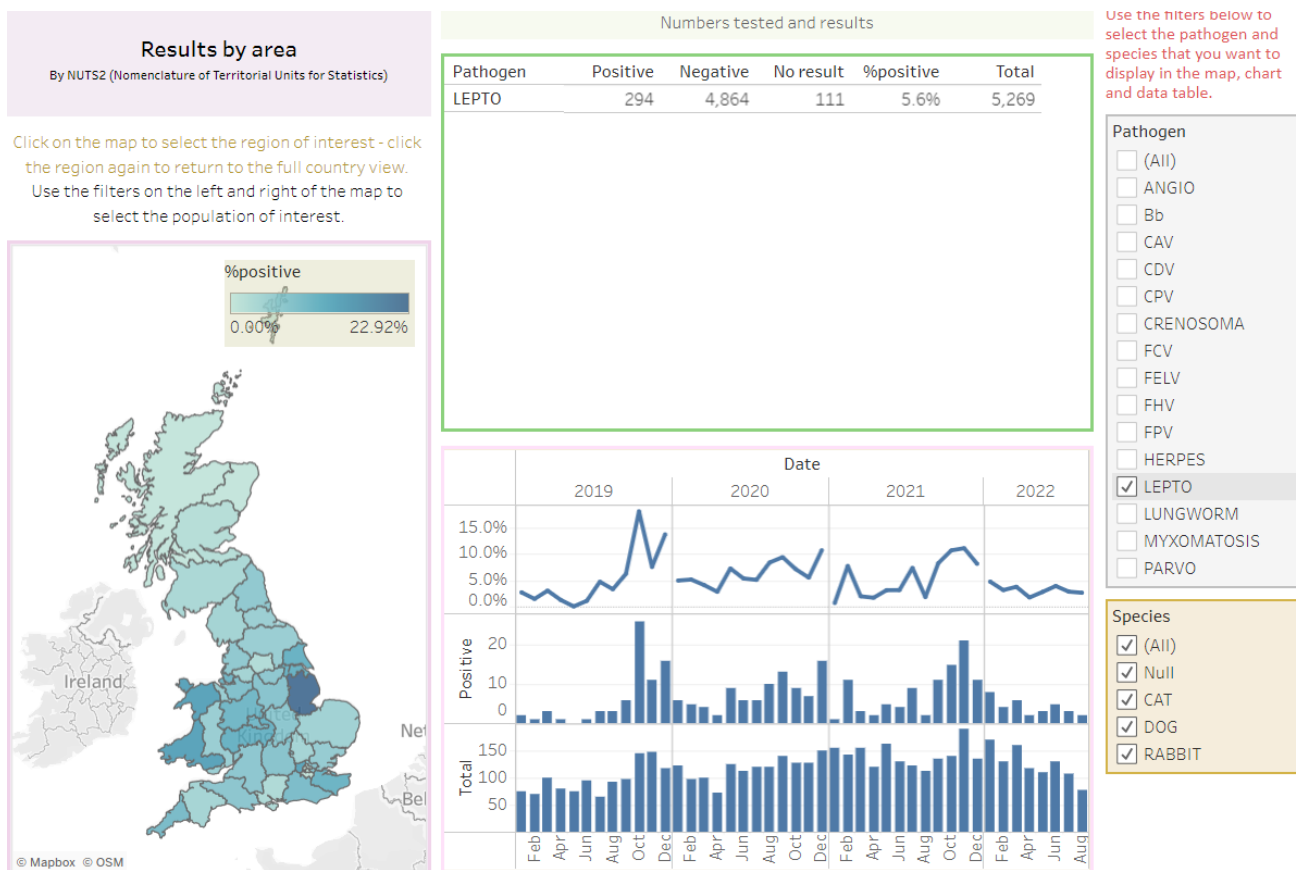 Results by area
By NUTS2 (Nomenclature of Territorial Units for Statistics)
Click on the map to select the region of interest - click
the region again to return to the full country view.
Use the filters on the left and right of the map to
select the population of interest.
%positive
0.00% 22.92%
Ireland
United
Kingdom
Net
Bel
© Mapbox © OSM
Numbers tested and results
Pathogen Positive Negative No result %positive Total
LEPTO 294 4,864 111 5.6% 5,269
Date
2019 2020 2021 2022
15.0%
10.0%
5.0%
0.0%
Positive
20
10
0
Total
150
100
50
Feb Apr Jun Aug Oct Dec Feb Apr Jun Aug Oct Dec Feb Apr Jun Aug Oct Dec Feb Apr Jun Aug
Use the filters below to
select the pathogen and
species that you want to
display in the map, chart
and data table.
Pathogen
(All)
ANGIO
Bb
CAV
CDV
CPV
CRENOSOMA
FCV
FELV
FHV
FPV
HERPES
LEPTO
LUNGWORM
MYXOMATOSIS
PARVO
Species
(All)
Null
CAT
DOG
RABBIT